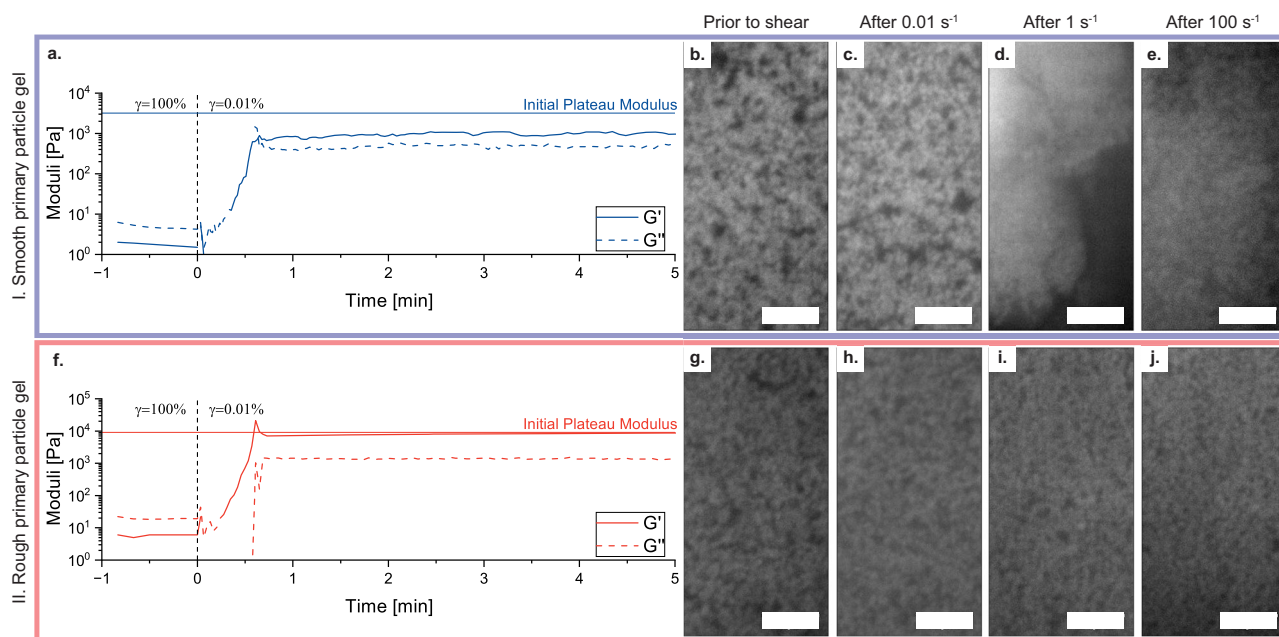 Prior to shear
After 0.01 s⁻¹
After 1 s⁻¹
After 100 s⁻¹
I. Smooth primary particle gel
a.
b.
c.
d.
e.
γ=100%
γ=0.01%
Initial Plateau Modulus
Moduli [Pa]
10⁴
10³
10²
10¹
10⁰
G'
G"
−1
0
1
2
3
4
5
Time [min]
II. Rough primary particle gel
f.
g.
h.
i.
j.
γ=100%
γ=0.01%
Initial Plateau Modulus
Moduli [Pa]
10⁵
10⁴
10³
10²
10¹
10⁰
G'
G"
−1
0
1
2
3
4
5
Time [min]